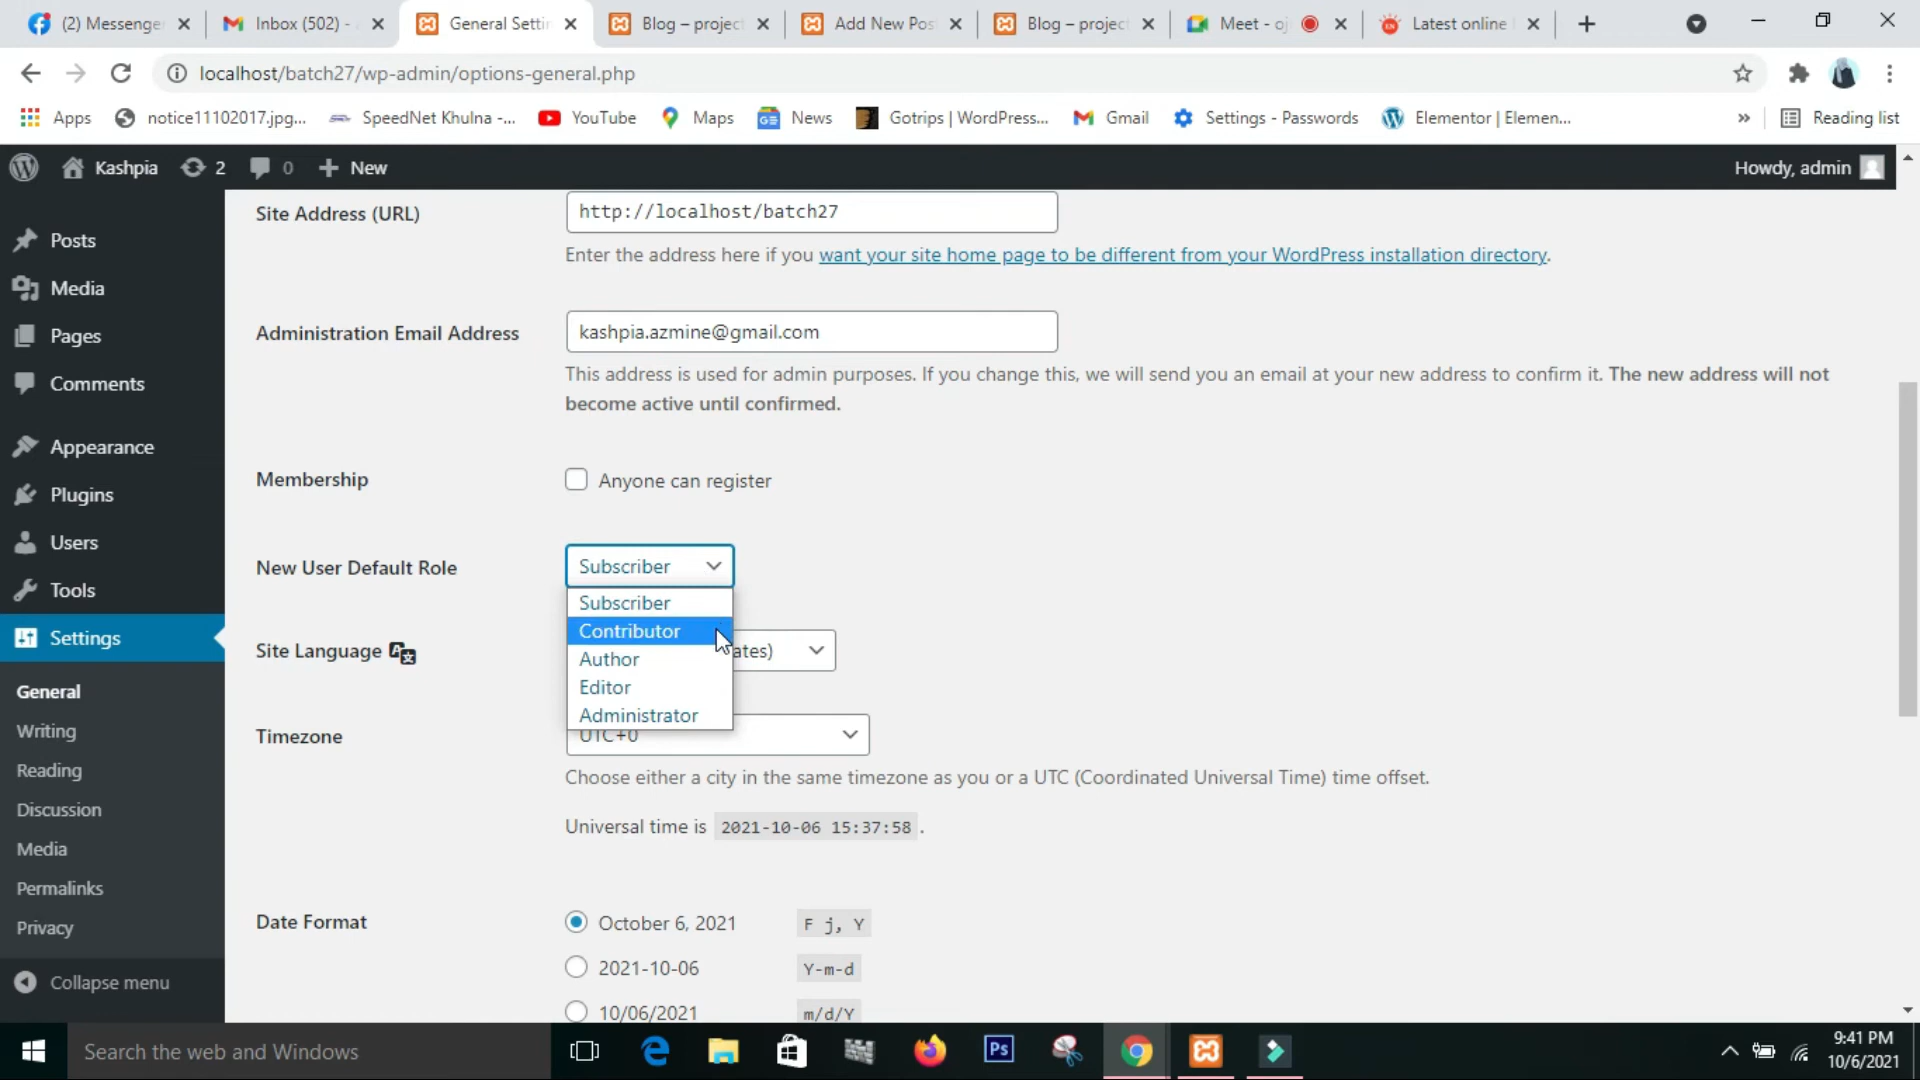 (2) Messenge
Inbox (502) -
General Settin
Blog – project
Add New Pos
Blog – project
Meet - oj
Latest online
localhost/batch27/wp-admin/options-general.php
Apps
notice11102017.jpg...
SpeedNet Khulna -...
YouTube
Maps
News
Gotrips | WordPress...
Gmail
Settings - Passwords
Elementor | Elemen...
»
Reading list
Kashpia
2
0
New
Howdy, admin
Posts
Media
Pages
Comments
Appearance
Plugins
Users
Tools
Settings
General
Writing
Reading
Discussion
Media
Permalinks
Privacy
Collapse menu
Site Address (URL)
http://localhost/batch27
Enter the address here if you want your site home page to be different from your WordPress installation directory.
Administration Email Address
kashpia.azmine@gmail.com
This address is used for admin purposes. If you change this, we will send you an email at your new address to confirm it. The new address will not
become active until confirmed.
Membership
Anyone can register
New User Default Role
Subscriber
Subscriber
Contributor
Author
Editor
Administrator
Site Language
ates)
Timezone
UTC+0
Choose either a city in the same timezone as you or a UTC (Coordinated Universal Time) time offset.
Universal time is 2021-10-06 15:37:58 .
Date Format
October 6, 2021 F j, Y
2021-10-06 Y-m-d
10/06/2021 m/d/Y
Search the web and Windows
Ps
9:41 PM
10/6/2021